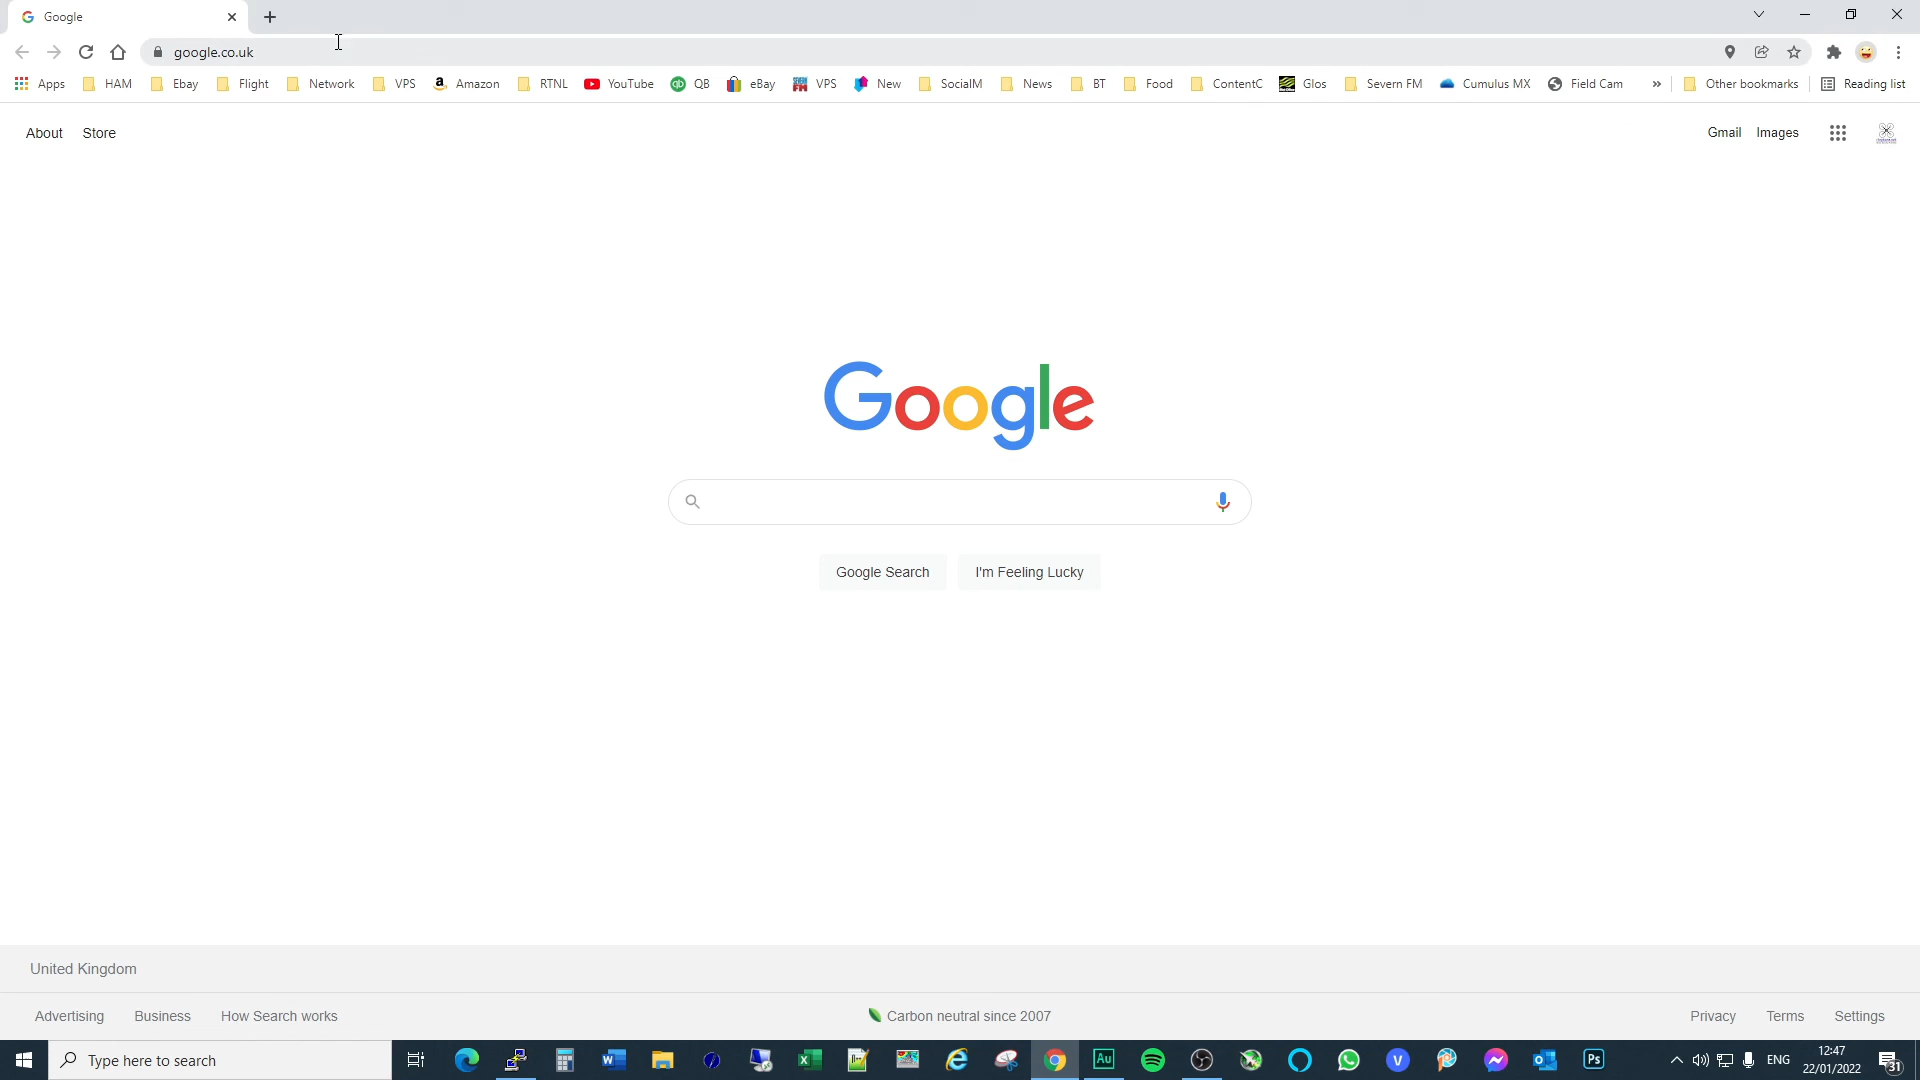 Google
google.co.uk
Apps HAM Ebay Flight Network VPS Amazon RTNL YouTube QB eBay VPS New SocialM News BT Food ContentC Glos Severn FM Cumulus MX Field Cam » Other bookmarks Reading list
About Store Gmail Images
Google
Google Search I'm Feeling Lucky
United Kingdom
Advertising Business How Search works Carbon neutral since 2007 Privacy Terms Settings
Type here to search ENG 12:47
22/01/2022 31